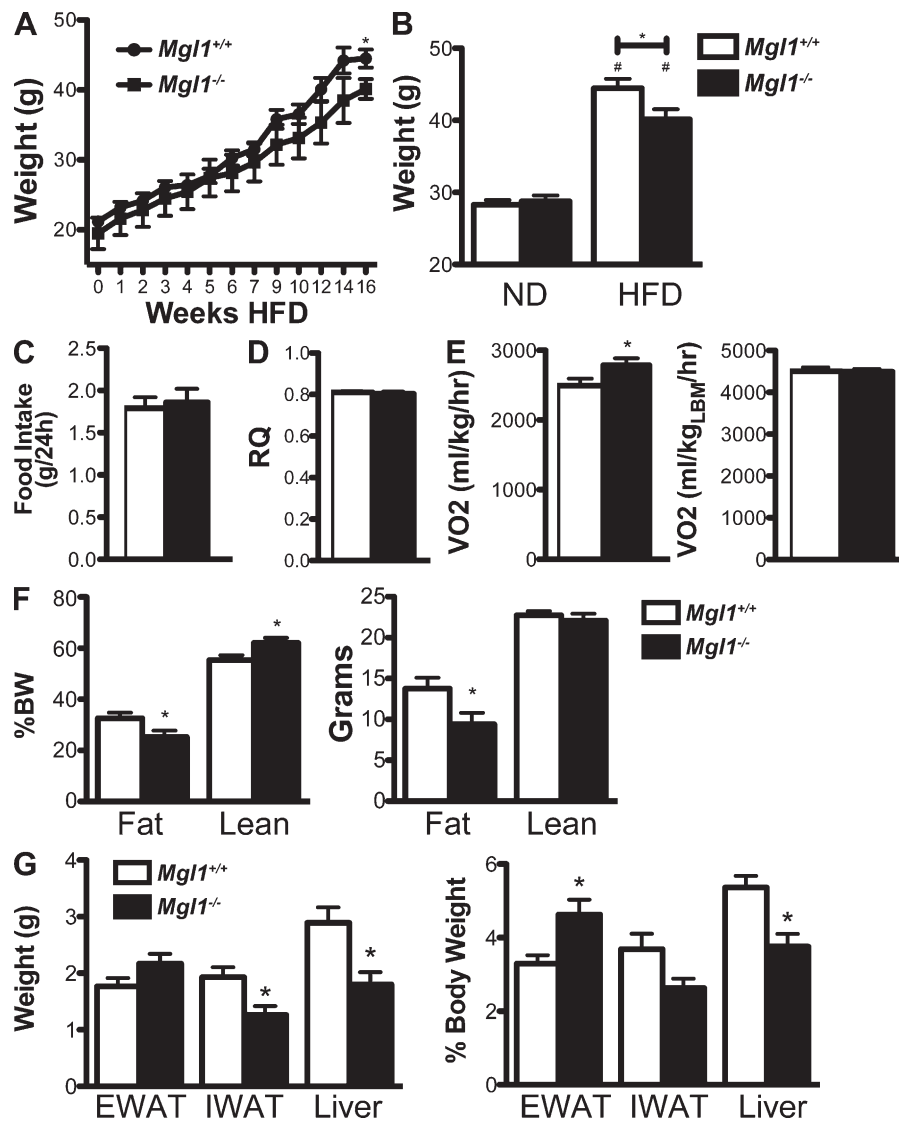 A
50
40
30
20
Weight (g)
Mgl1+/+
Mgl1-/-
*
0 1 2 3 4 5 6 7 9 10 12 14 16
Weeks HFD
B
50
40
30
20
Weight (g)
*
# #
Mgl1+/+
Mgl1-/-
ND HFD
C
2.5
2.0
1.5
1.0
0.5
0.0
Food Intake
(g/24h)
D
1.0
0.8
0.6
0.4
0.2
0.0
RQ
E
3000
2000
1000
0
VO2 (ml/kg/hr)
*
5000
4000
3000
2000
1000
0
VO2 (ml/kgLBM/hr)
F
80
60
40
20
0
%BW
* *
Fat Lean
25
20
15
10
5
0
Grams
*
Fat Lean
Mgl1+/+
Mgl1-/-
G
4
3
2
1
0
Weight (g)
Mgl1+/+
Mgl1-/-
* *
EWAT IWAT Liver
6
4
2
0
% Body Weight
* *
EWAT IWAT Liver